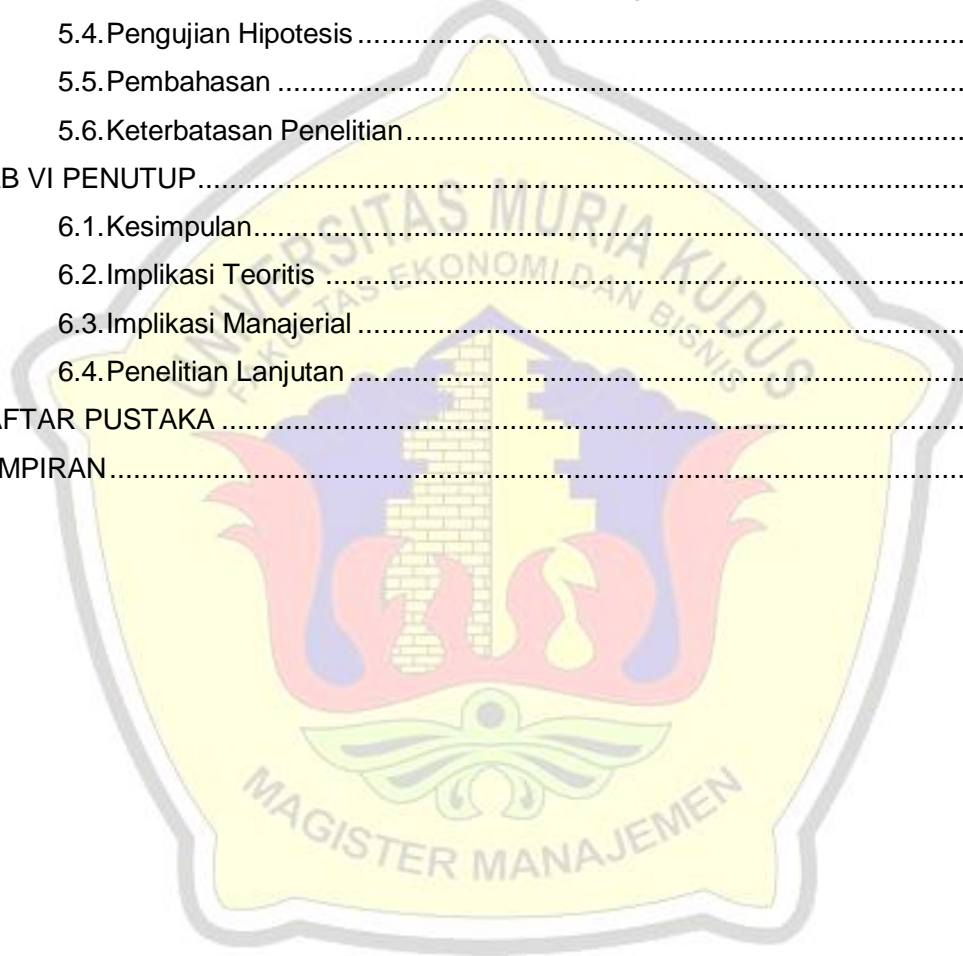 5.4. Pengujian Hipotesis ........................................................................
5.5. Pembahasan ..................................................................................
5.6. Keterbatasan Penelitian ..................................................................
B VI PENUTUP ................................................................................................
6.1. Kesimpulan .....................................................................................
6.2. Implikasi Teoritis ............................................................................
6.3. Implikasi Manajerial ........................................................................
6.4. Penelitian Lanjutan .........................................................................
FTAR PUSTAKA .............................................................................................
MPIRAN ...........................................................................................................
UNIVERSITAS MURIA KUDUS
FAKULTAS EKONOMI DAN BISNIS
MAGISTER MANAJEMEN